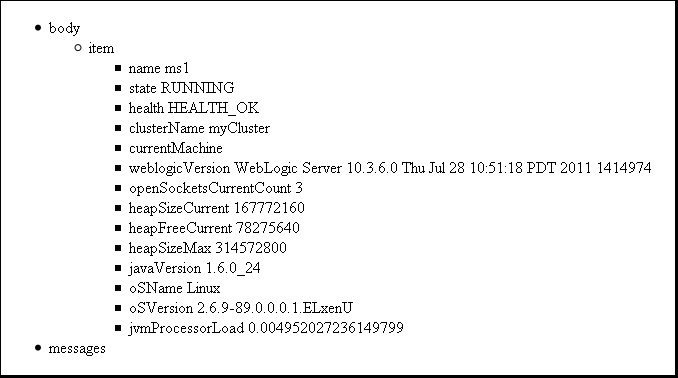 body
item
name ms1
state RUNNING
health HEALTH_OK
clusterName myCluster
currentMachine
weblogicVersion WebLogic Server 10.3.6.0 Thu Jul 28 10:51:18 PDT 2011 1414974
openSocketsCurrentCount 3
heapSizeCurrent 167772160
heapFreeCurrent 78275640
heapSizeMax 314572800
javaVersion 1.6.0_24
oSName Linux
oSVersion 2.6.9-89.0.0.0.1.ELxenU
jvmProcessorLoad 0.004952027236149799
messages